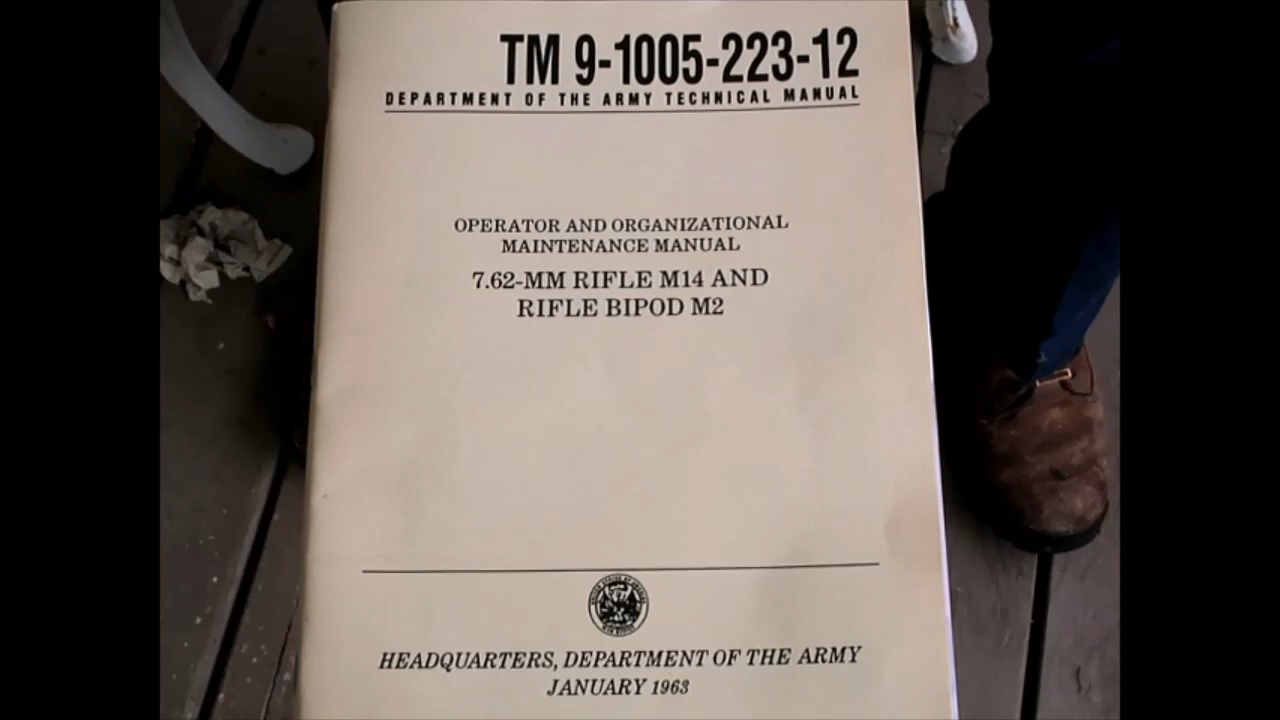 TM 9-1005-223-12
DEPARTMENT OF THE ARMY TECHNICAL MANUAL
OPERATOR AND ORGANIZATIONAL
MAINTENANCE MANUAL
7.62-MM RIFLE M14 AND
RIFLE BIPOD M2
HEADQUARTERS, DEPARTMENT OF THE ARMY
JANUARY 1963